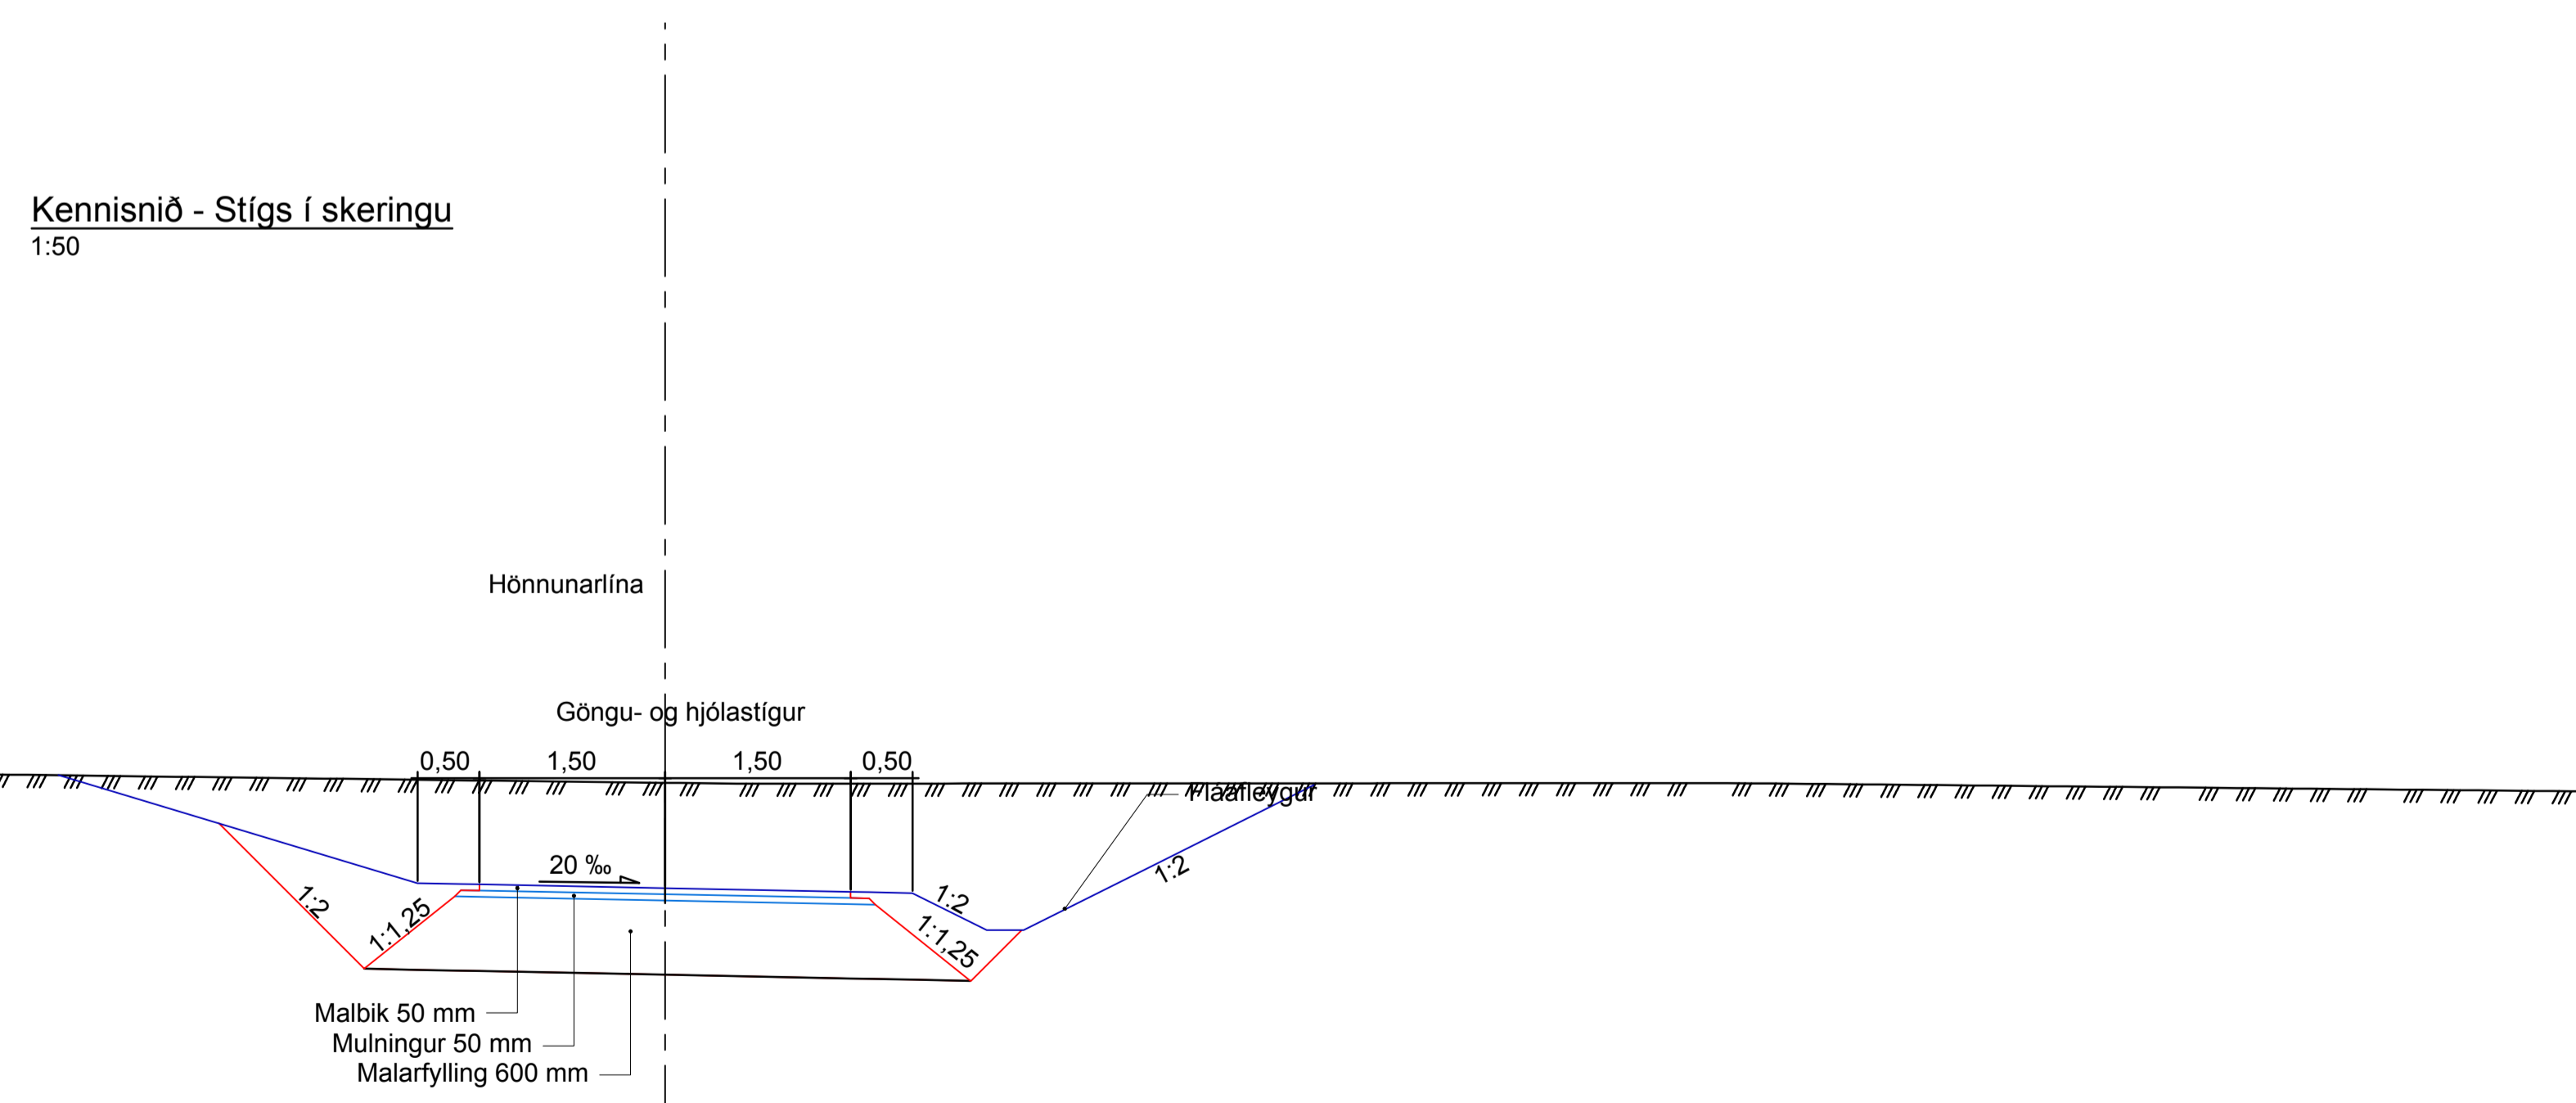 Kennisnið - Stígs í skeringu
1:50
Hönnunarlína
Göngu- og hjólastígur
0,50 1,50 1,50 0,50
Fláafleygur
20 ‰
1:2 1:1,25 1:2 1:1,25 1:2
Malbik 50 mm
Mulningur 50 mm
Malarfylling 600 mm